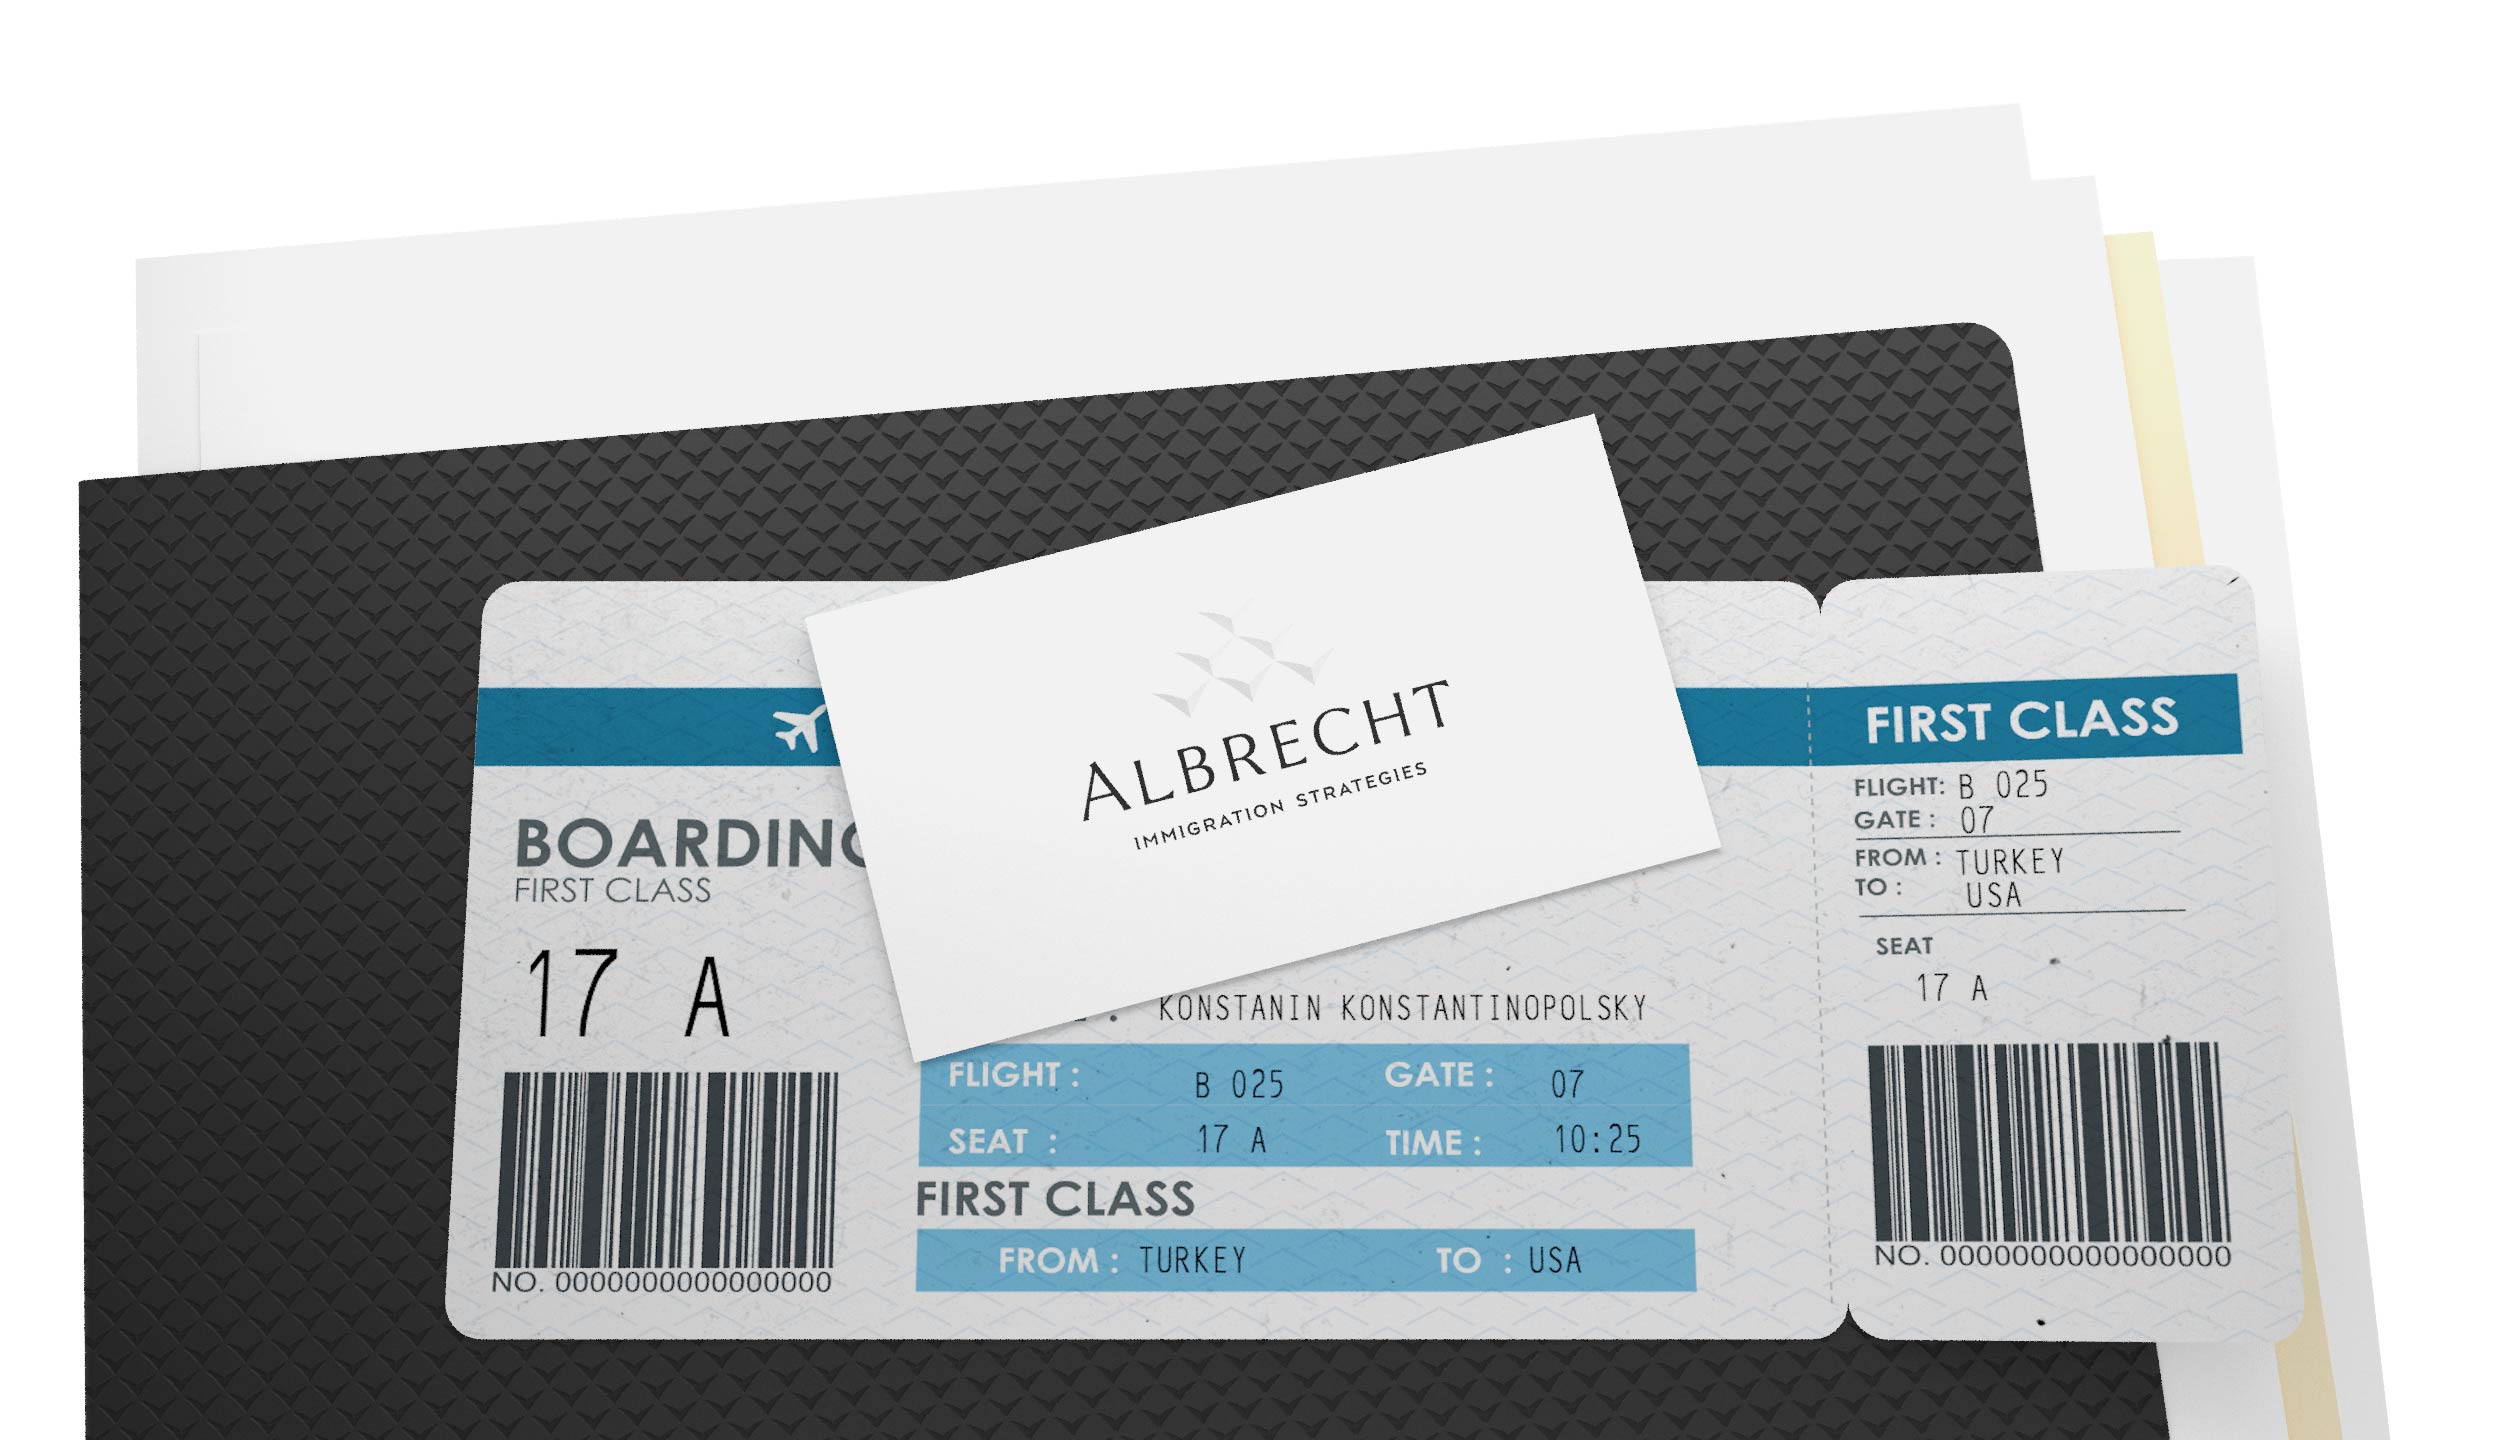 ALBRECHT
IMMIGRATION STRATEGIES
BOARDING
FIRST CLASS
17 A
NO. 0000000000000000
KONSTANIN KONSTANTINOPOLSKY
FLIGHT : B 025 GATE : 07
SEAT : 17 A TIME : 10:25
FIRST CLASS
FROM : TURKEY TO : USA
FIRST CLASS
FLIGHT: B 025
GATE : 07
FROM : TURKEY
TO : USA
SEAT
17 A
NO. 0000000000000000